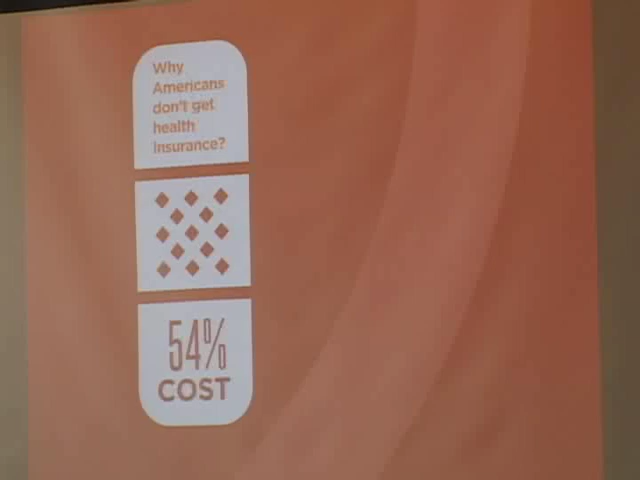 Why
Americans
don't get
health
insurance?
54%
COST